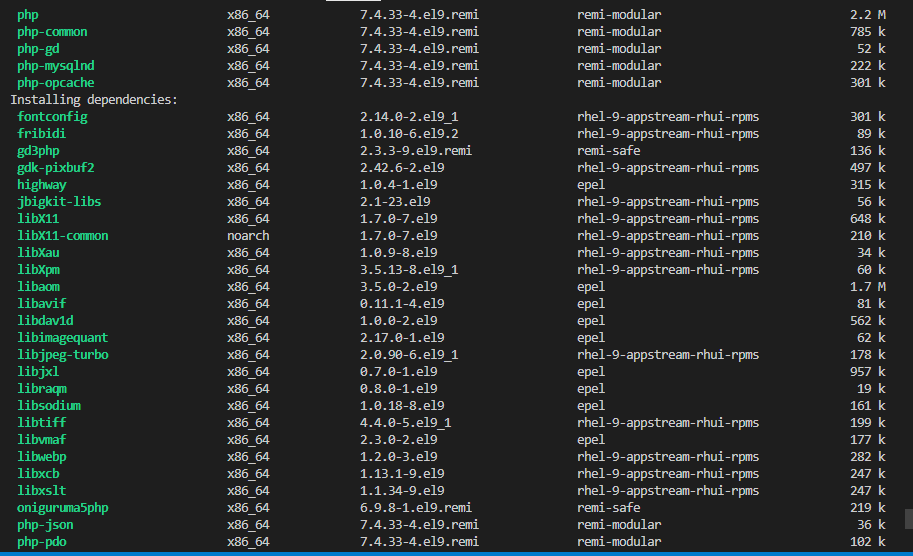 php x86_64 7.4.33-4.el9.remi remi-modular 2.2 M
php-common x86_64 7.4.33-4.el9.remi remi-modular 785 k
php-gd x86_64 7.4.33-4.el9.remi remi-modular 52 k
php-mysqlnd x86_64 7.4.33-4.el9.remi remi-modular 222 k
php-opcache x86_64 7.4.33-4.el9.remi remi-modular 301 k
Installing dependencies:
fontconfig x86_64 2.14.0-2.el9_1 rhel-9-appstream-rhui-rpms 301 k
fribidi x86_64 1.0.10-6.el9.2 rhel-9-appstream-rhui-rpms 89 k
gd3php x86_64 2.3.3-9.el9.remi remi-safe 136 k
gdk-pixbuf2 x86_64 2.42.6-2.el9 rhel-9-appstream-rhui-rpms 497 k
highway x86_64 1.0.4-1.el9 epel 315 k
jbigkit-libs x86_64 2.1-23.el9 rhel-9-appstream-rhui-rpms 56 k
libX11 x86_64 1.7.0-7.el9 rhel-9-appstream-rhui-rpms 648 k
libX11-common noarch 1.7.0-7.el9 rhel-9-appstream-rhui-rpms 210 k
libXau x86_64 1.0.9-8.el9 rhel-9-appstream-rhui-rpms 34 k
libXpm x86_64 3.5.13-8.el9_1 rhel-9-appstream-rhui-rpms 60 k
libaom x86_64 3.5.0-2.el9 epel 1.7 M
libavif x86_64 0.11.1-4.el9 epel 81 k
libdav1d x86_64 1.0.0-2.el9 epel 562 k
libimagequant x86_64 2.17.0-1.el9 epel 62 k
libjpeg-turbo x86_64 2.0.90-6.el9_1 rhel-9-appstream-rhui-rpms 178 k
libjxl x86_64 0.7.0-1.el9 epel 957 k
libraqm x86_64 0.8.0-1.el9 epel 19 k
libsodium x86_64 1.0.18-8.el9 epel 161 k
libtiff x86_64 4.4.0-5.el9_1 rhel-9-appstream-rhui-rpms 199 k
libvmaf x86_64 2.3.0-2.el9 epel 177 k
libwebp x86_64 1.2.0-3.el9 rhel-9-appstream-rhui-rpms 282 k
libxcb x86_64 1.13.1-9.el9 rhel-9-appstream-rhui-rpms 247 k
libxslt x86_64 1.1.34-9.el9 rhel-9-appstream-rhui-rpms 247 k
oniguruma5php x86_64 6.9.8-1.el9.remi remi-safe 219 k
php-json x86_64 7.4.33-4.el9.remi remi-modular 36 k
php-pdo x86_64 7.4.33-4.el9.remi remi-modular 102 k